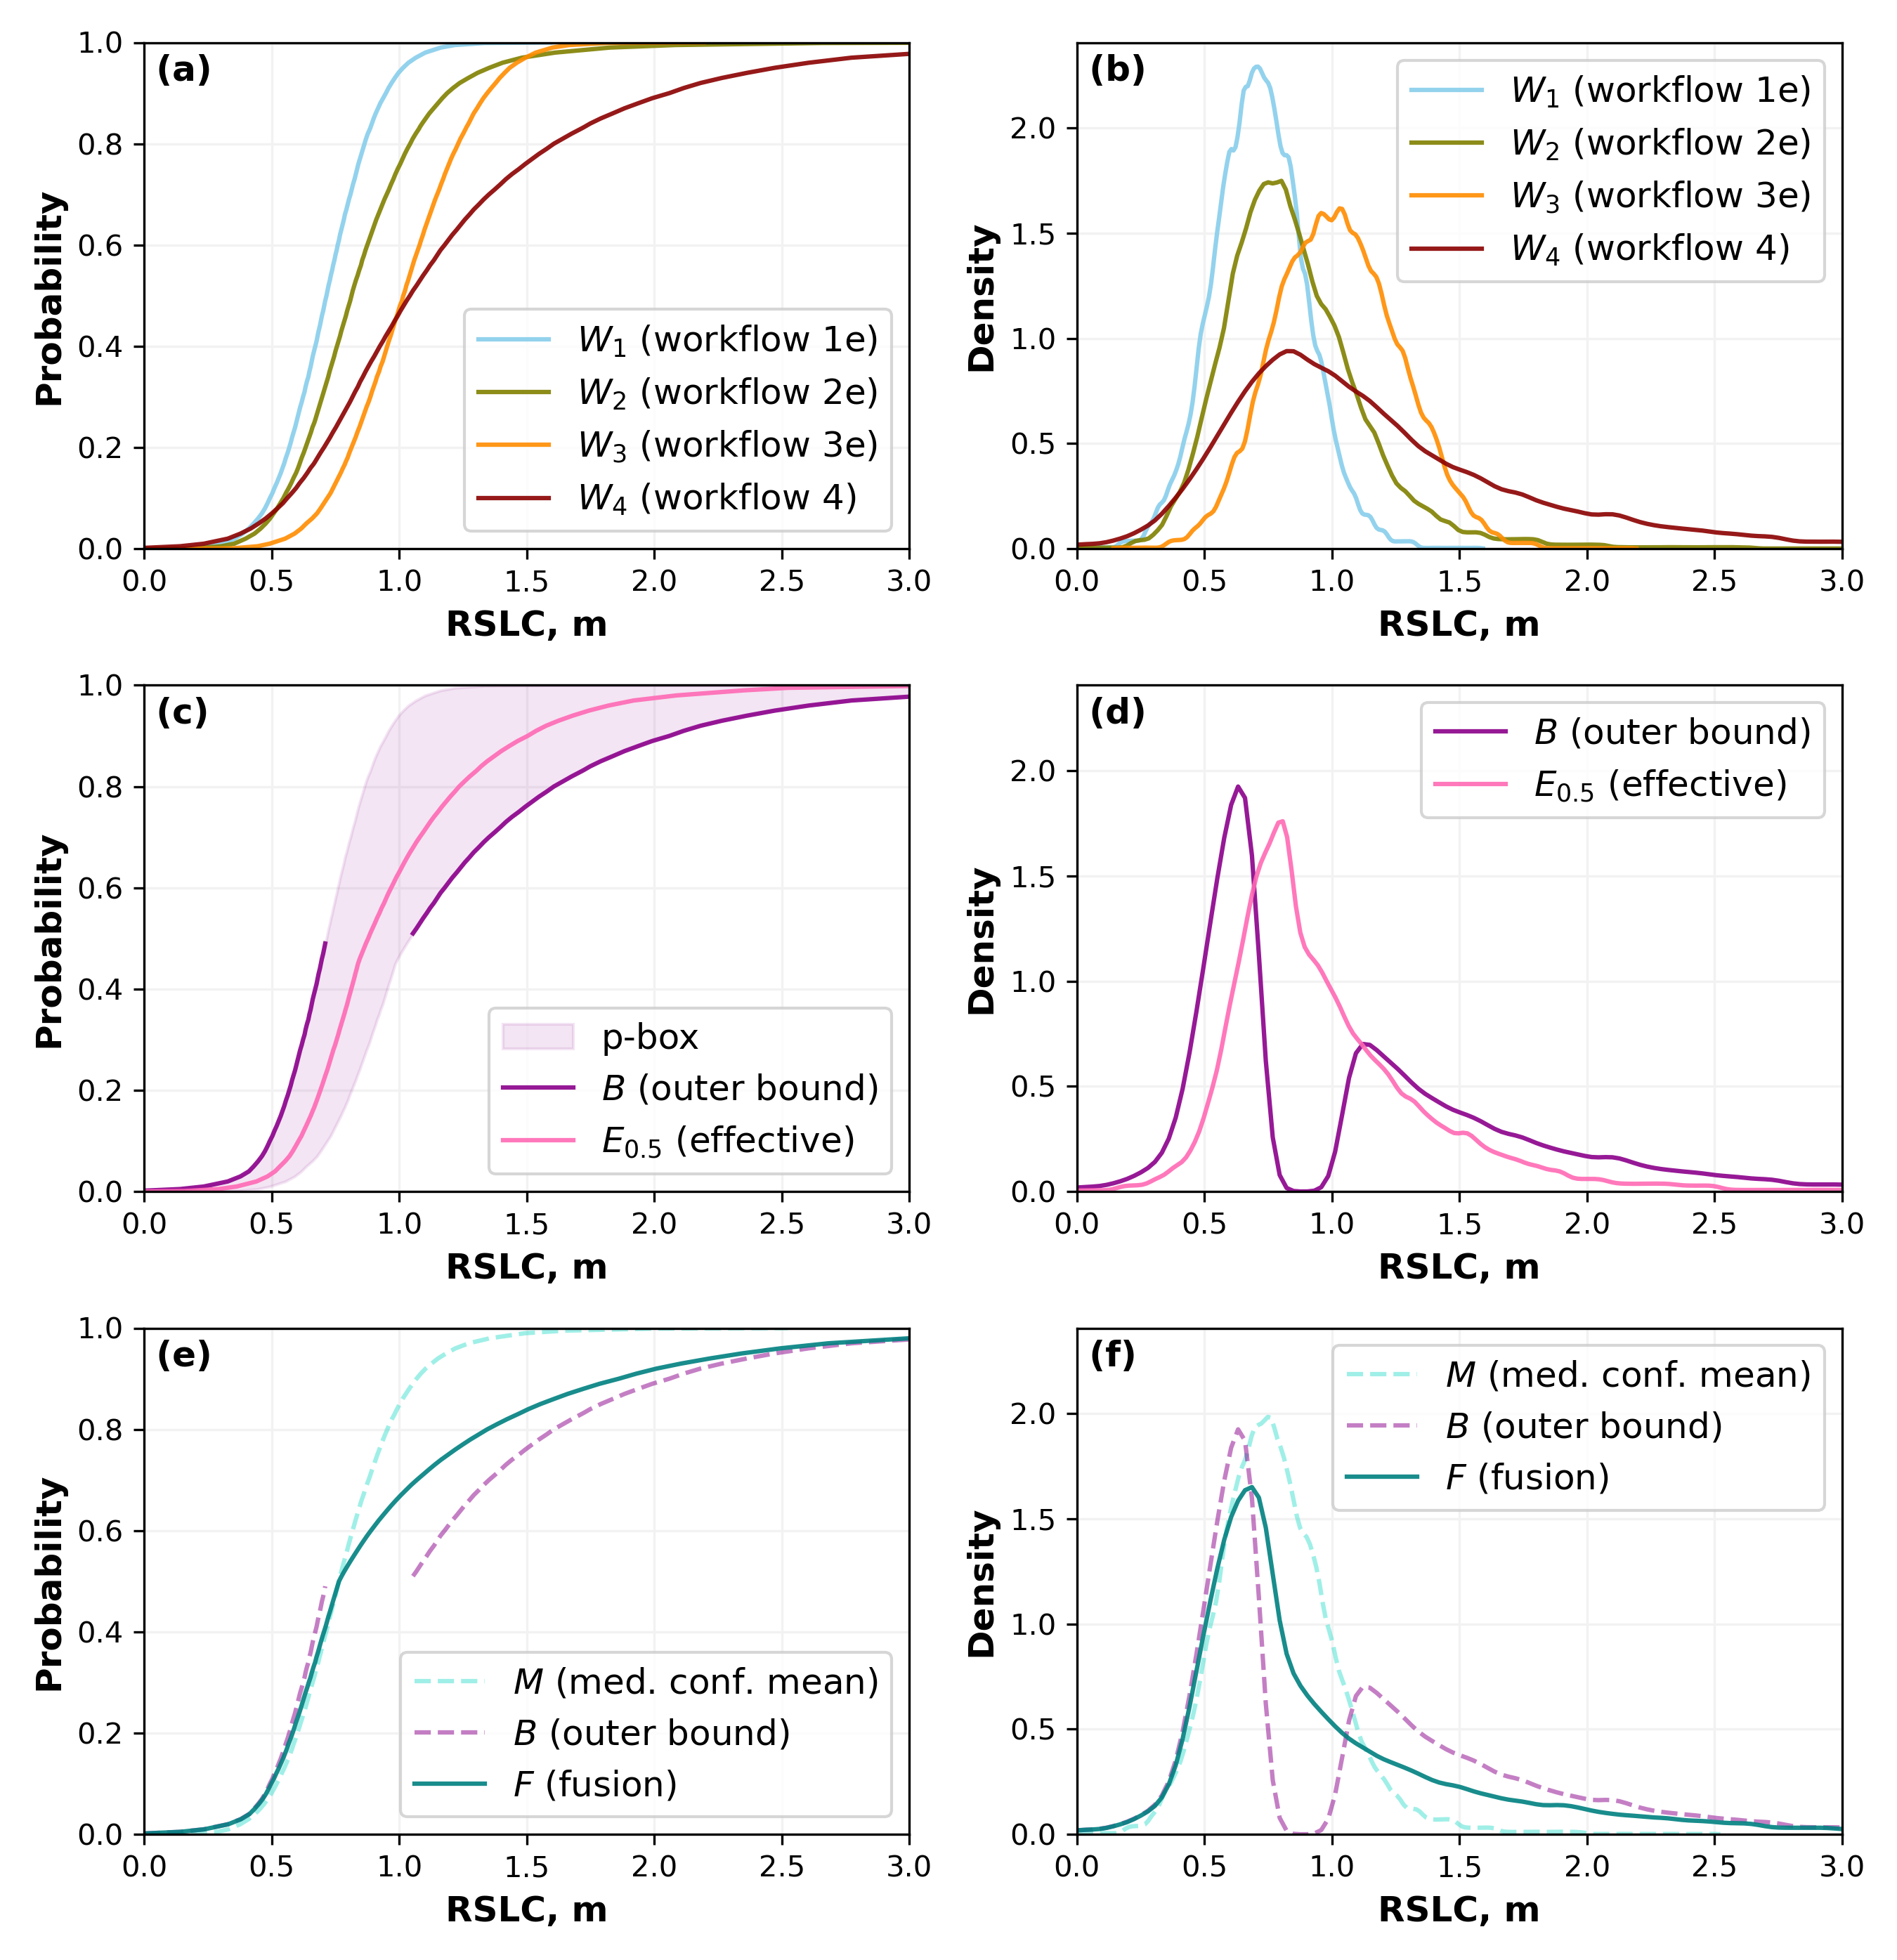 (a)
1.0
0.8
0.6
0.4
0.2
0.0
Probability
W1 (workflow 1e)
W2 (workflow 2e)
W3 (workflow 3e)
W4 (workflow 4)
0.0 0.5 1.0 1.5 2.0 2.5 3.0
RSLC, m
(b)
2.0
1.5
1.0
0.5
0.0
Density
W1 (workflow 1e)
W2 (workflow 2e)
W3 (workflow 3e)
W4 (workflow 4)
0.0 0.5 1.0 1.5 2.0 2.5 3.0
RSLC, m
(c)
1.0
0.8
0.6
0.4
0.2
0.0
Probability
p-box
B (outer bound)
E0.5 (effective)
0.0 0.5 1.0 1.5 2.0 2.5 3.0
RSLC, m
(d)
2.0
1.5
1.0
0.5
0.0
Density
B (outer bound)
E0.5 (effective)
0.0 0.5 1.0 1.5 2.0 2.5 3.0
RSLC, m
(e)
1.0
0.8
0.6
0.4
0.2
0.0
Probability
M (med. conf. mean)
B (outer bound)
F (fusion)
0.0 0.5 1.0 1.5 2.0 2.5 3.0
RSLC, m
(f)
2.0
1.5
1.0
0.5
0.0
Density
M (med. conf. mean)
B (outer bound)
F (fusion)
0.0 0.5 1.0 1.5 2.0 2.5 3.0
RSLC, m